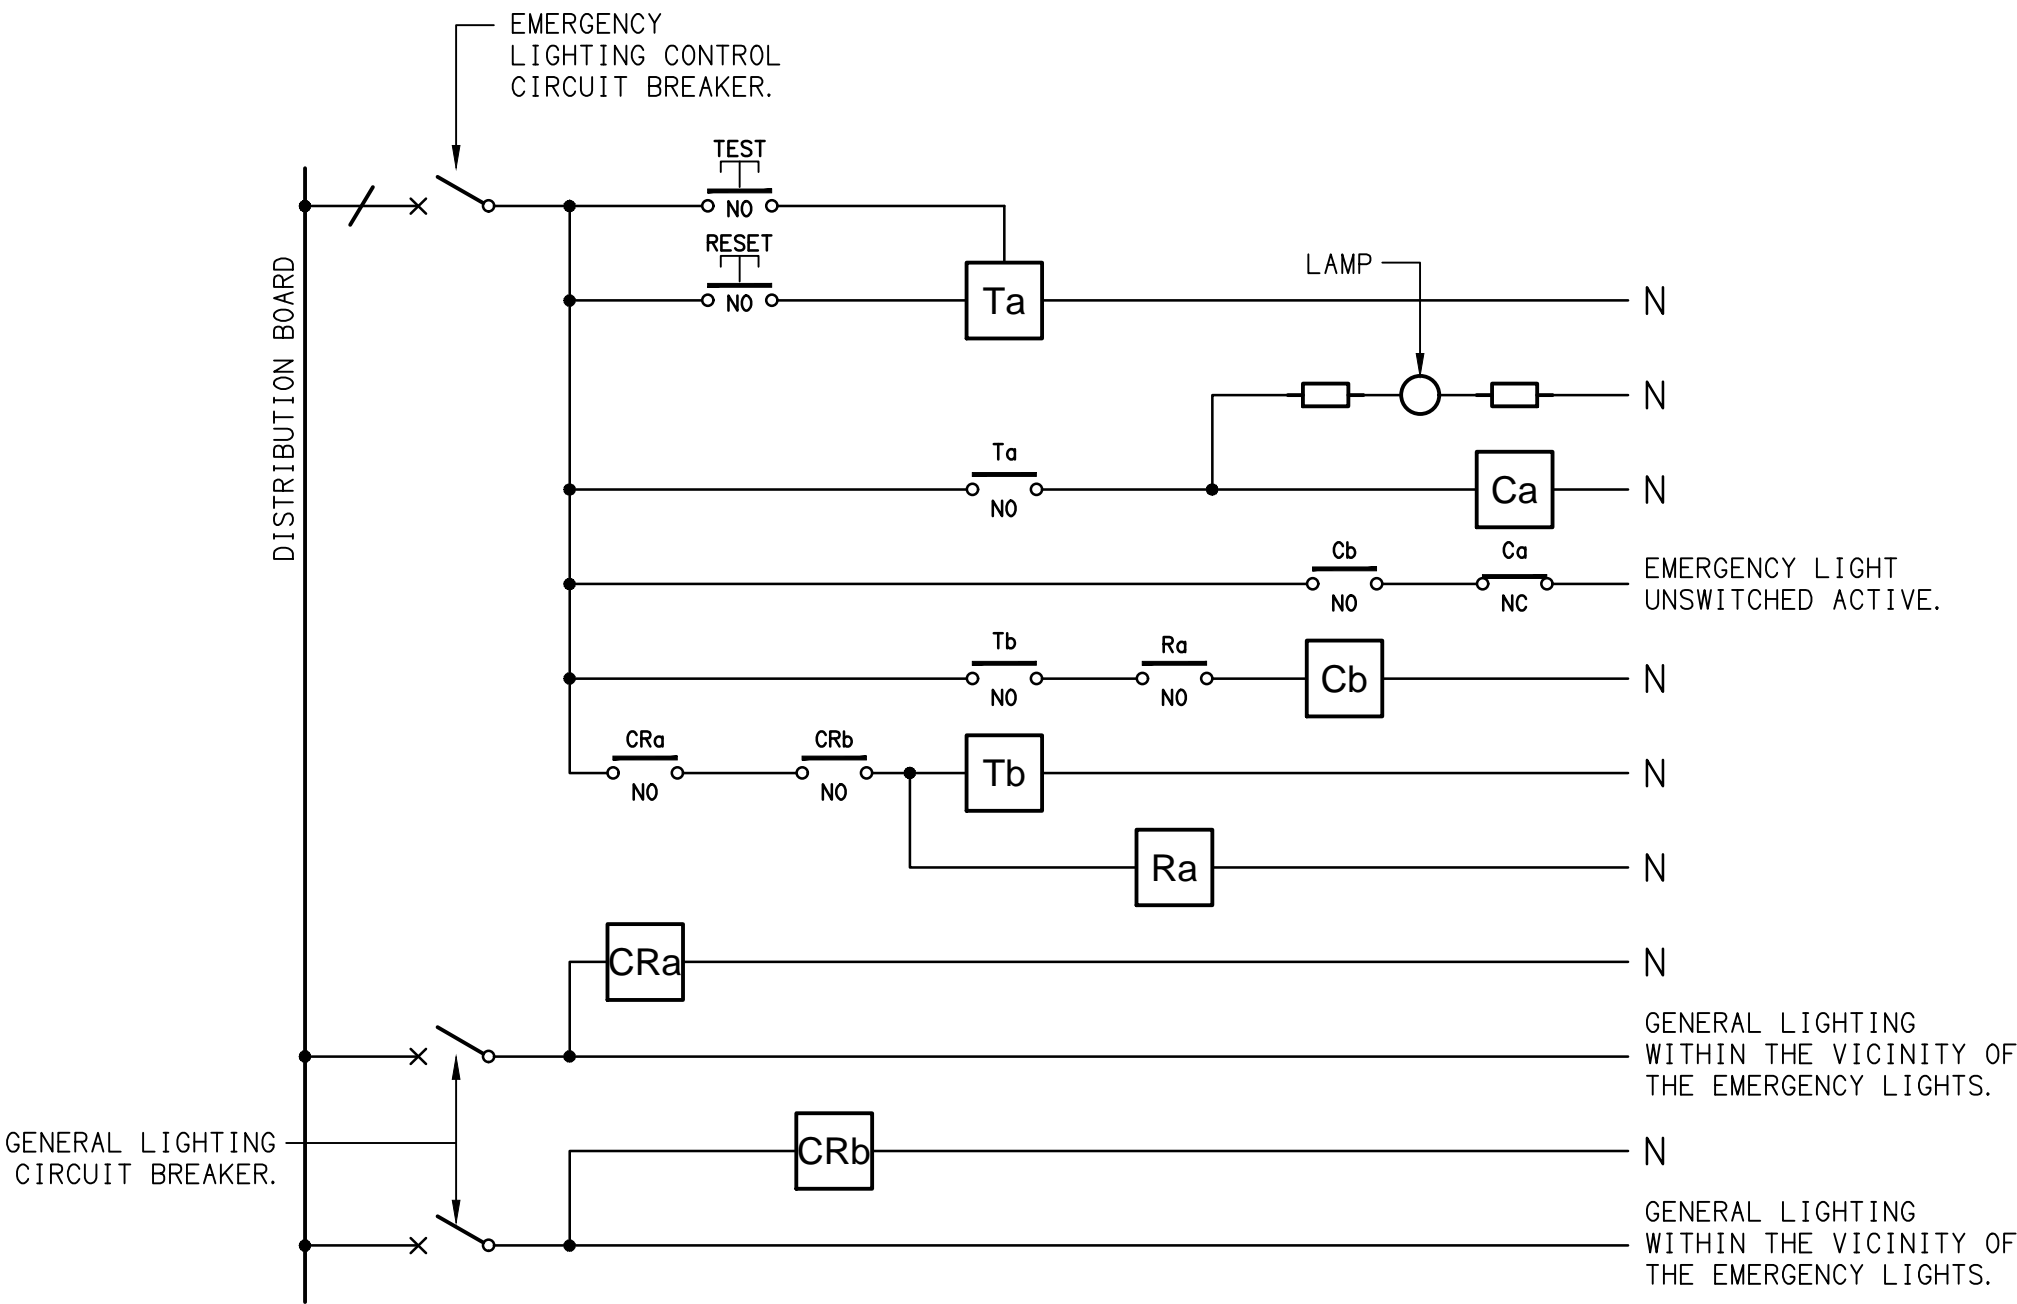 EMERGENCY
LIGHTING CONTROL
CIRCUIT BREAKER.
TEST
NO
RESET
NO
Ta
N
LAMP
N
Ta
NO
Ca
N
Cb
NO
Ca
NC
EMERGENCY LIGHT
UNSWITCHED ACTIVE.
Tb
NO
Ra
NO
Cb
N
CRa
NO
CRb
NO
Tb
N
Ra
N
CRa
N
GENERAL LIGHTING
WITHIN THE VICINITY OF
THE EMERGENCY LIGHTS.
CRb
N
GENERAL LIGHTING
WITHIN THE VICINITY OF
THE EMERGENCY LIGHTS.
DISTRIBUTION BOARD
GENERAL LIGHTING
CIRCUIT BREAKER.